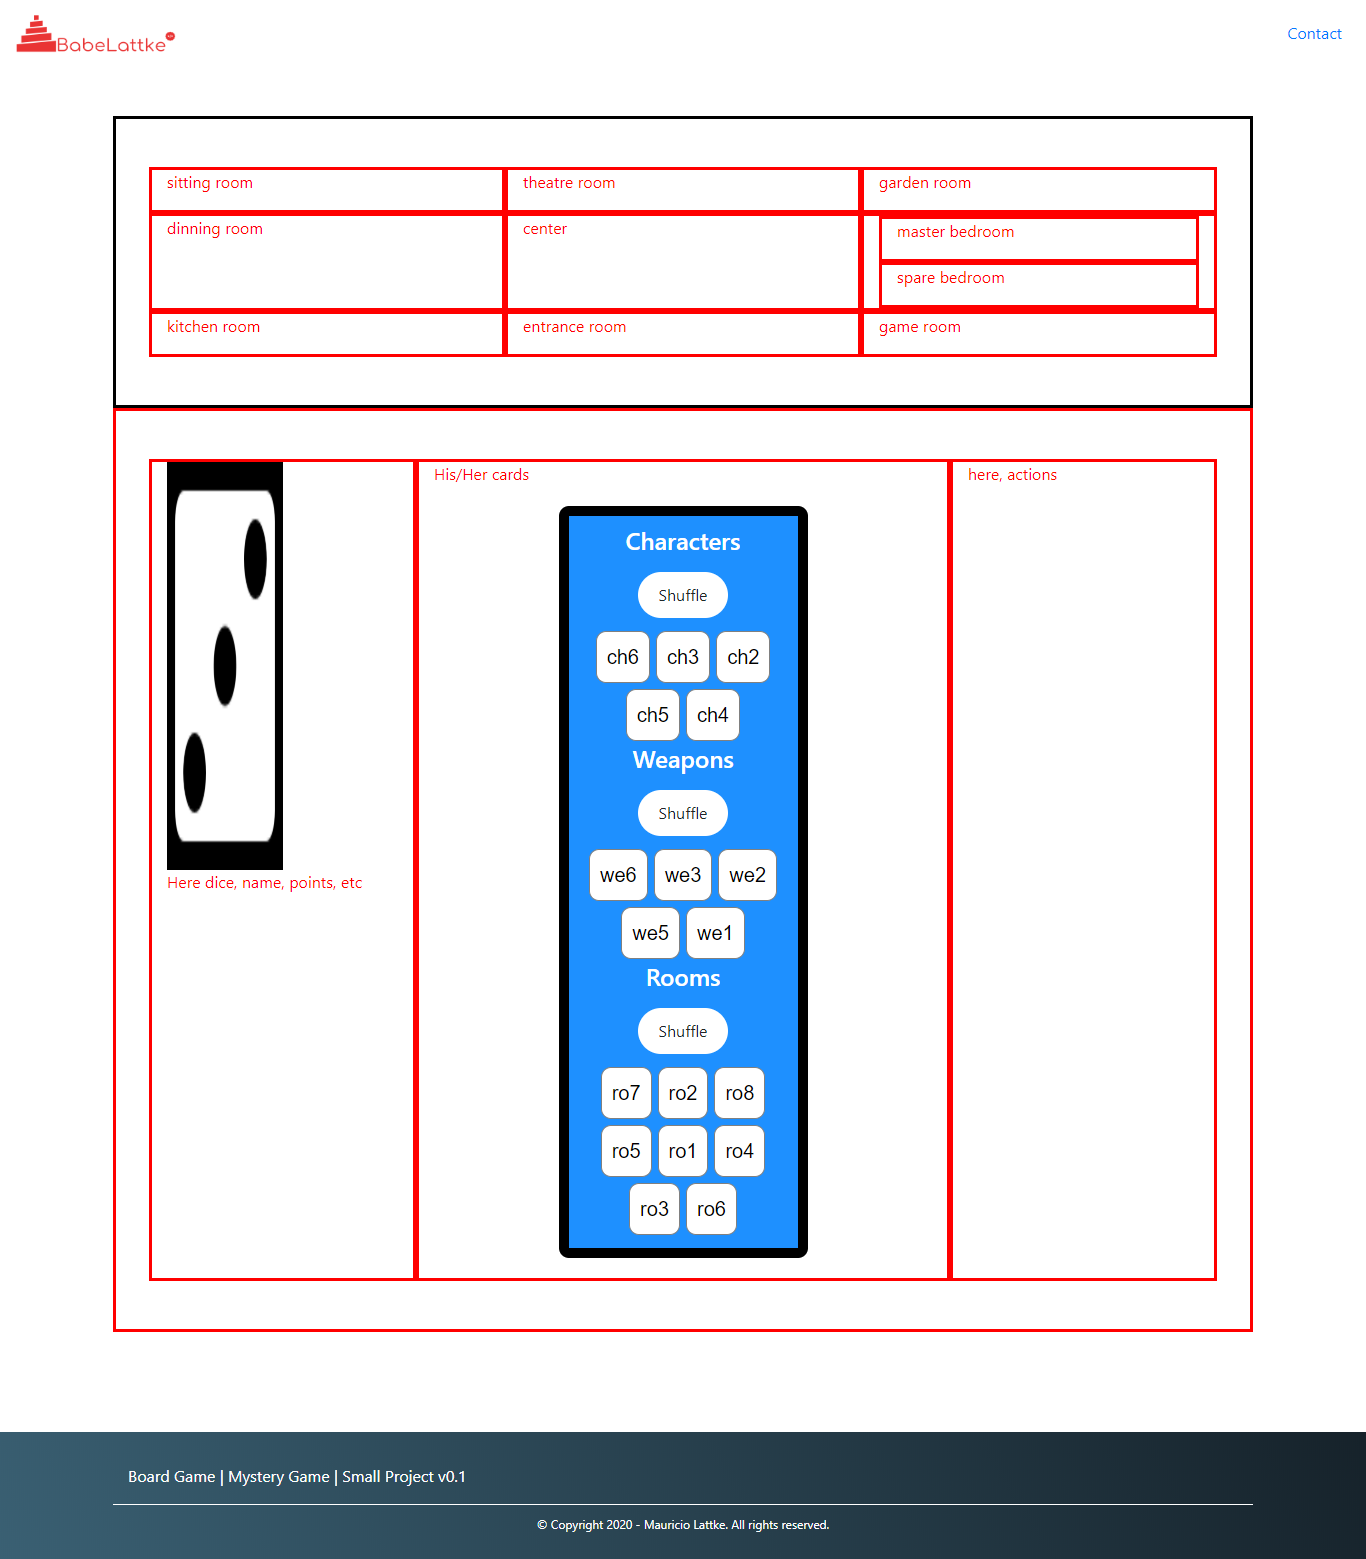 BabeLattke
Contact
sitting room
theatre room
garden room
dinning room
center
master bedroom
spare bedroom
kitchen room
entrance room
game room
His/Her cards
here, actions
Characters
Shuffle
ch6 ch3 ch2
ch5 ch4
Weapons
Shuffle
we6 we3 we2
we5 we1
Rooms
Shuffle
ro7 ro2 ro8
ro5 ro1 ro4
ro3 ro6
Here dice, name, points, etc
Board Game | Mystery Game | Small Project v0.1
© Copyright 2020 - Mauricio Lattke. All rights reserved.